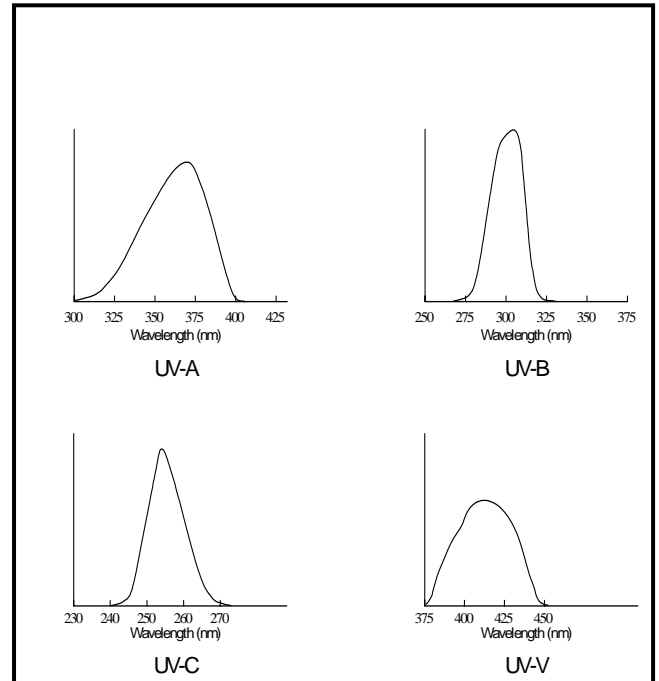 300 325 350 375 400 425
Wavelength (nm)
UV-A
250 275 300 325 350 375
Wavelength (nm)
UV-B
230 240 250 260 270
Wavelength (nm)
UV-C
375 400 425 450
Wavelength (nm)
UV-V